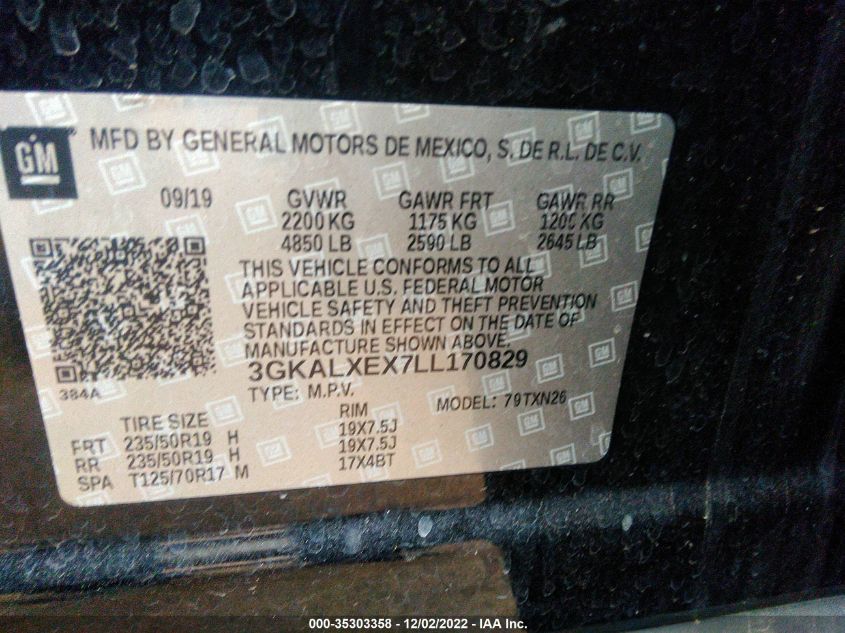 GM MFD BY GENERAL MOTORS DE MEXICO, S. DE R.L. DE C.V.
09/19 GVWR GAWR FRT GAWR RR
2200 KG 1175 KG 1200 KG
4850 LB 2590 LB 2645 LB
THIS VEHICLE CONFORMS TO ALL
APPLICABLE U.S. FEDERAL MOTOR
VEHICLE SAFETY AND THEFT PREVENTION
STANDARDS IN EFFECT ON THE DATE OF
MANUFACTURE SHOWN ABOVE.
3GKALXEX7LL170829
384A TYPE: M.P.V. MODEL: 79TXN26
TIRE SIZE RIM
FRT 235/50R19 H 19X7.5J
RR 235/50R19 H 19X7.5J
SPA T125/70R17 M 17X4BT
000-35303358 - 12/02/2022 - IAA Inc.